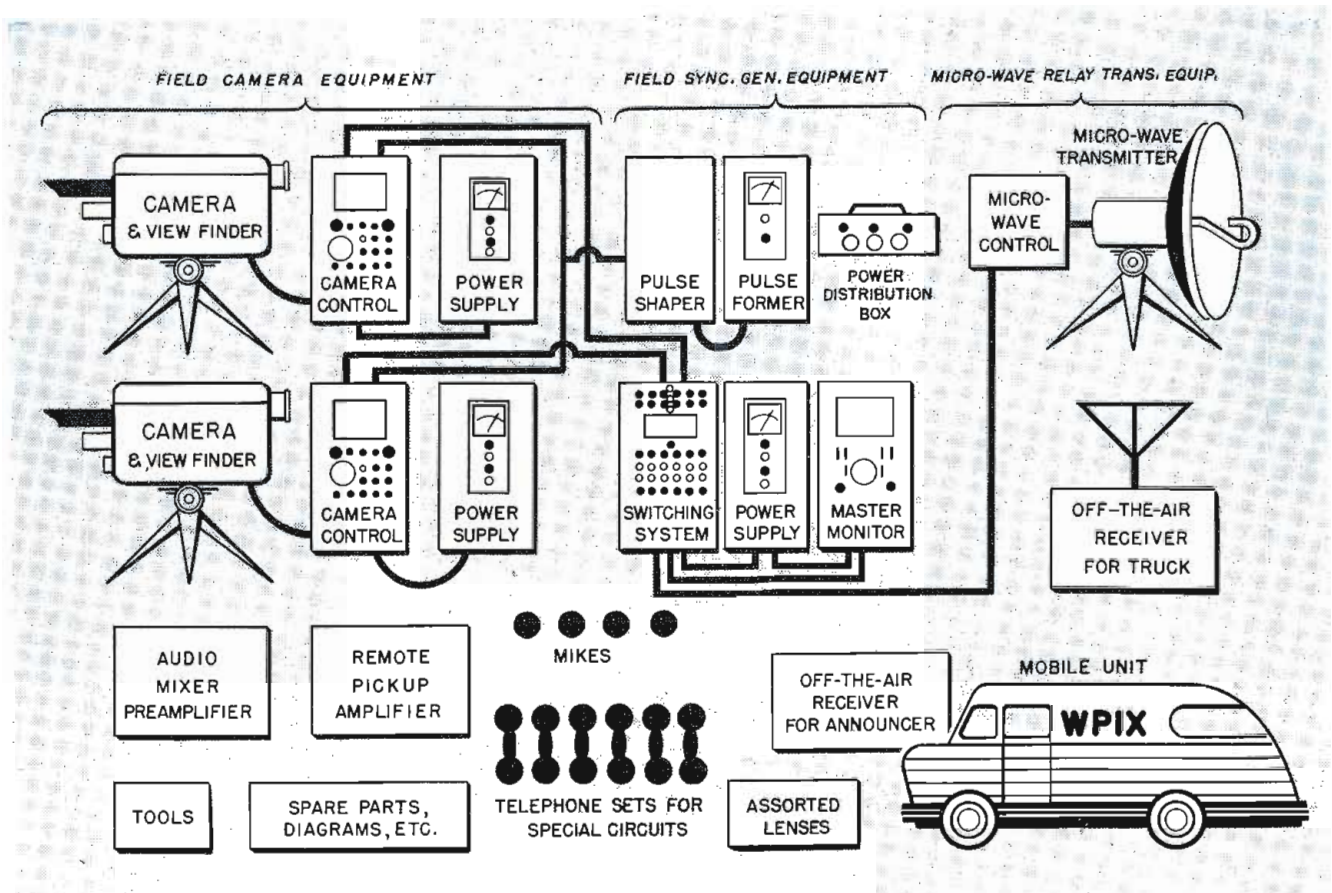 FIELD CAMERA EQUIPMENT
FIELD SYNC. GEN. EQUIPMENT
MICRO-WAVE RELAY TRANS. EQUIP.
MICRO-WAVE
TRANSMITTER
CAMERA
& VIEW FINDER
CAMERA
CONTROL
POWER
SUPPLY
PULSE
SHAPER
PULSE
FORMER
POWER
DISTRIBUTION
BOX
MICRO-
WAVE
CONTROL
CAMERA
& VIEW FINDER
CAMERA
CONTROL
POWER
SUPPLY
SWITCHING
SYSTEM
POWER
SUPPLY
MASTER
MONITOR
OFF-THE-AIR
RECEIVER
FOR TRUCK
AUDIO
MIXER
PREAMPLIFIER
REMOTE
PICKUP
AMPLIFIER
MIKES
OFF-THE-AIR
RECEIVER
FOR ANNOUNCER
MOBILE UNIT
WPIX
TOOLS
SPARE PARTS,
DIAGRAMS, ETC.
TELEPHONE SETS FOR
SPECIAL CIRCUITS
ASSORTED
LENSES